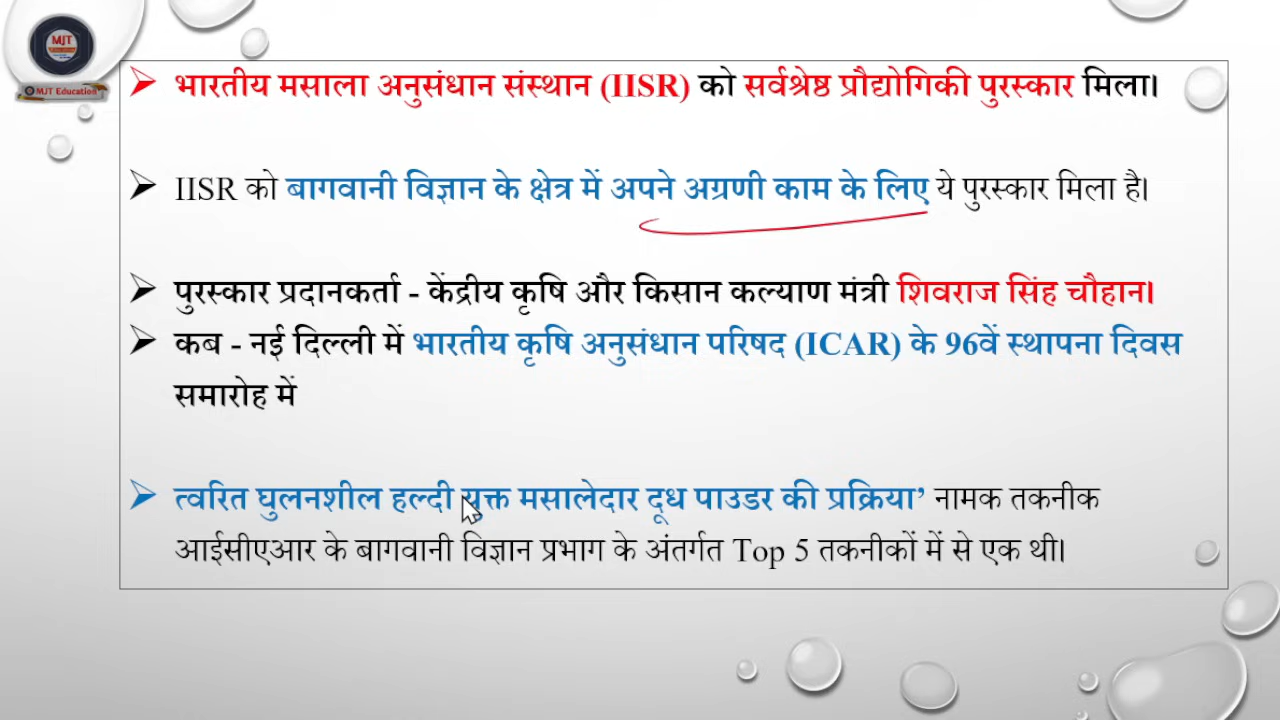 MJT
MJT Education
भारतीय मसाला अनुसंधान संस्थान (IISR) को सर्वश्रेष्ठ प्रौद्योगिकी पुरस्कार मिला।
IISR को बागवानी विज्ञान के क्षेत्र में अपने अग्रणी काम के लिए ये पुरस्कार मिला है।
पुरस्कार प्रदानकर्ता - केंद्रीय कृषि और किसान कल्याण मंत्री शिवराज सिंह चौहान।
कब - नई दिल्ली में भारतीय कृषि अनुसंधान परिषद (ICAR) के 96वें स्थापना दिवस
समारोह में
त्वरित घुलनशील हल्दी युक्त मसालेदार दूध पाउडर की प्रक्रिया’ नामक तकनीक
आईसीएआर के बागवानी विज्ञान प्रभाग के अंतर्गत Top 5 तकनीकों में से एक थी।